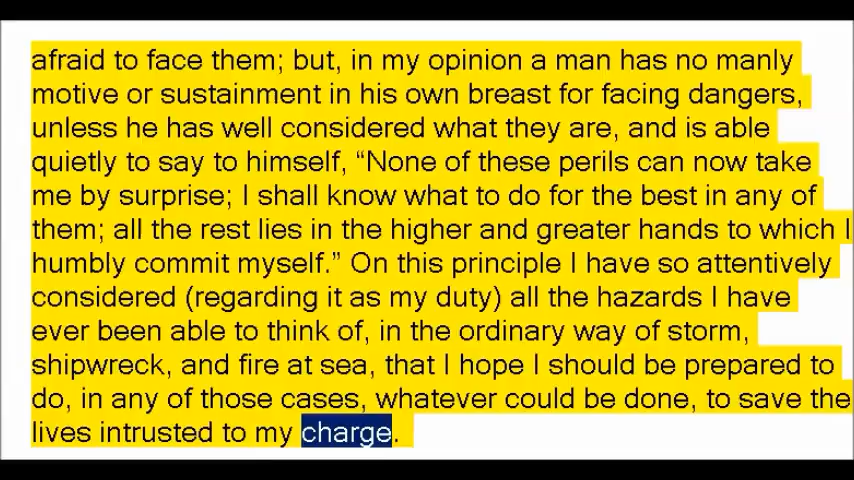 afraid to face them; but, in my opinion a man has no manly
motive or sustainment in his own breast for facing dangers,
unless he has well considered what they are, and is able
quietly to say to himself, “None of these perils can now take
me by surprise; I shall know what to do for the best in any of
them; all the rest lies in the higher and greater hands to which I
humbly commit myself.” On this principle I have so attentively
considered (regarding it as my duty) all the hazards I have
ever been able to think of, in the ordinary way of storm,
shipwreck, and fire at sea, that I hope I should be prepared to
do, in any of those cases, whatever could be done, to save the
lives intrusted to my charge.